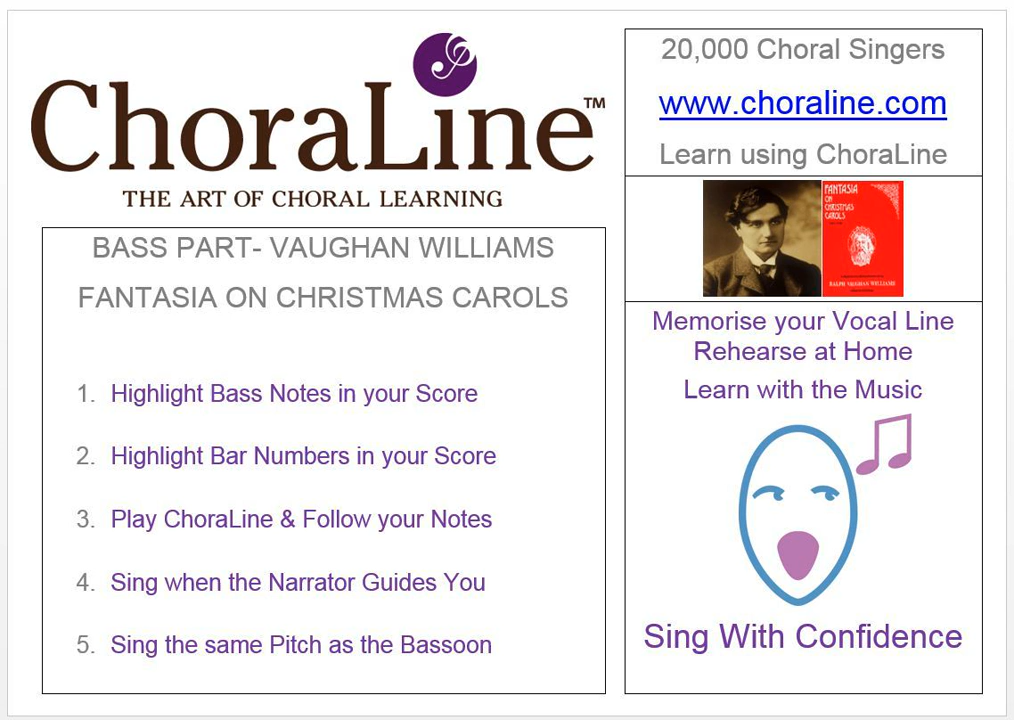 ChoraLine™
THE ART OF CHORAL LEARNING
BASS PART- VAUGHAN WILLIAMS
FANTASIA ON CHRISTMAS CAROLS
1. Highlight Bass Notes in your Score
2. Highlight Bar Numbers in your Score
3. Play ChoraLine & Follow your Notes
4. Sing when the Narrator Guides You
5. Sing the same Pitch as the Bassoon
20,000 Choral Singers
www.choraline.com
Learn using ChoraLine
FANTASIA
ON
CHRISTMAS
CAROLS
RALPH VAUGHAN WILLIAMS
Memorise your Vocal Line
Rehearse at Home
Learn with the Music
Sing With Confidence